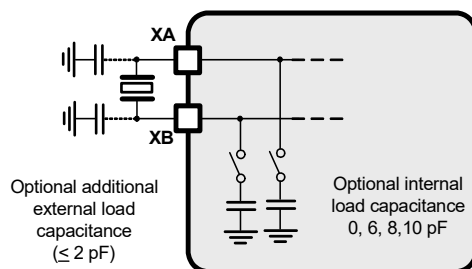 XA
XB
Optional additional
external load
capacitance
(≤ 2 pF)
Optional internal
load capacitance
0, 6, 8,10 pF